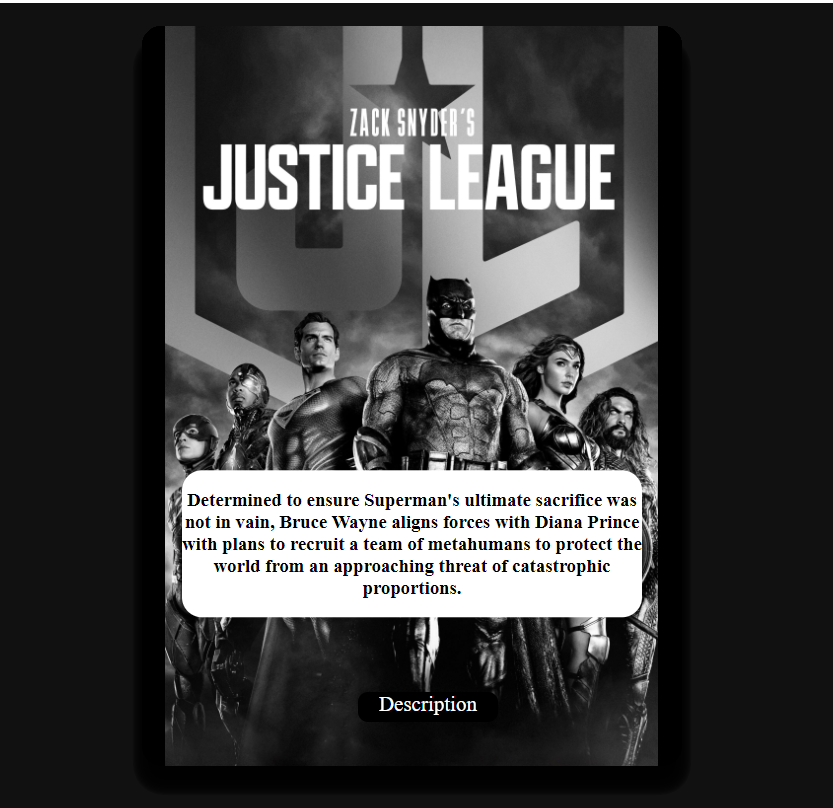 ZACK SNYDER'S
JUSTICE LEAGUE
Determined to ensure Superman's ultimate sacrifice was
not in vain, Bruce Wayne aligns forces with Diana Prince
with plans to recruit a team of metahumans to protect the
world from an approaching threat of catastrophic
proportions.
Description